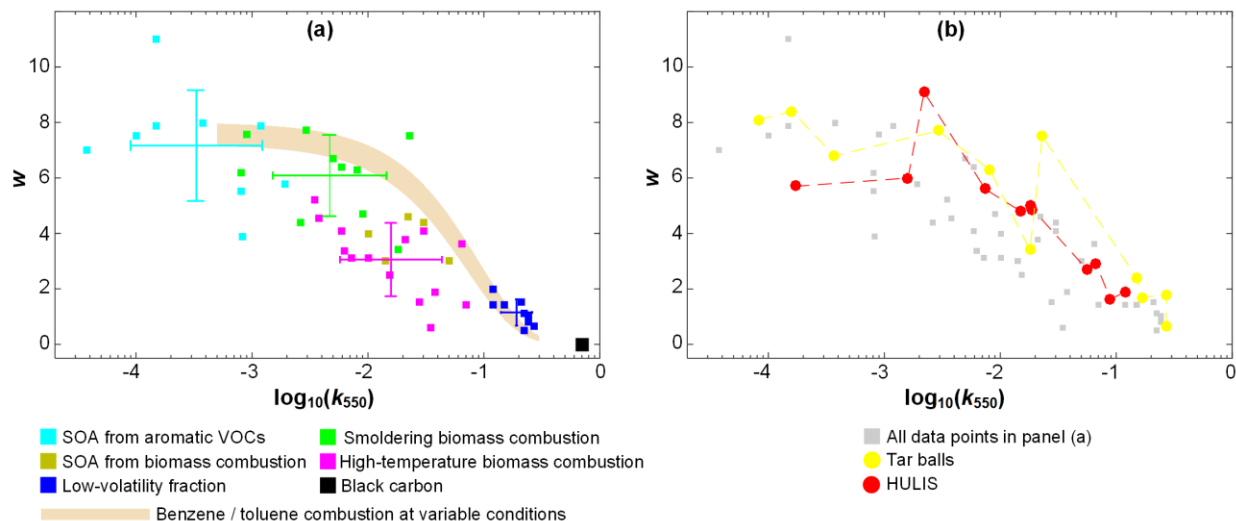 (a)
(b)
10
8
6
4
2
0
w
-4
-3
-2
-1
0
log10(k550)
10
8
6
4
2
0
w
-4
-3
-2
-1
0
log10(k550)
SOA from aromatic VOCs
SOA from biomass combustion
Low-volatility fraction
Smoldering biomass combustion
High-temperature biomass combustion
Black carbon
Benzene / toluene combustion at variable conditions
All data points in panel (a)
Tar balls
HULIS